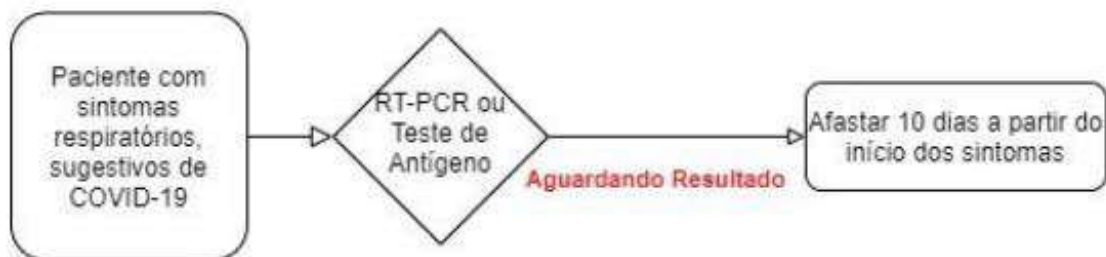 Paciente com
sintomas
respiratórios,
sugestivos de
COVID-19
RT-PCR ou
Teste de
Antígeno
Aguardando Resultado
Afastar 10 dias a partir do
início dos sintomas